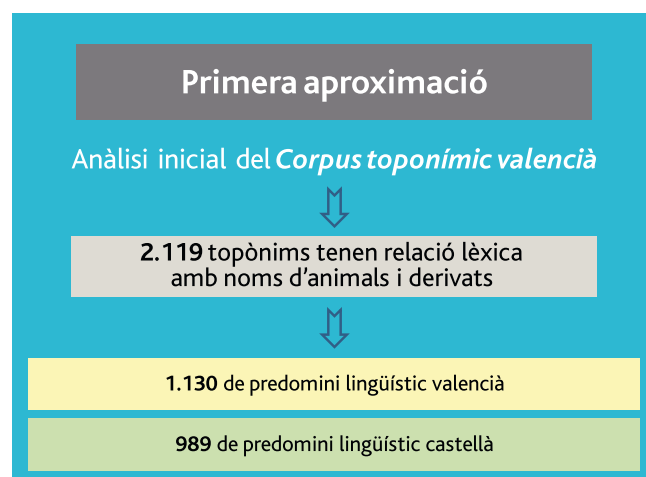 Primera aproximació
Anàlisi inicial del Corpus toponímic valencià
2.119 topònims tenen relació lèxica
amb noms d'animals i derivats
1.130 de predomini lingüístic valencià
989 de predomini lingüístic castellà